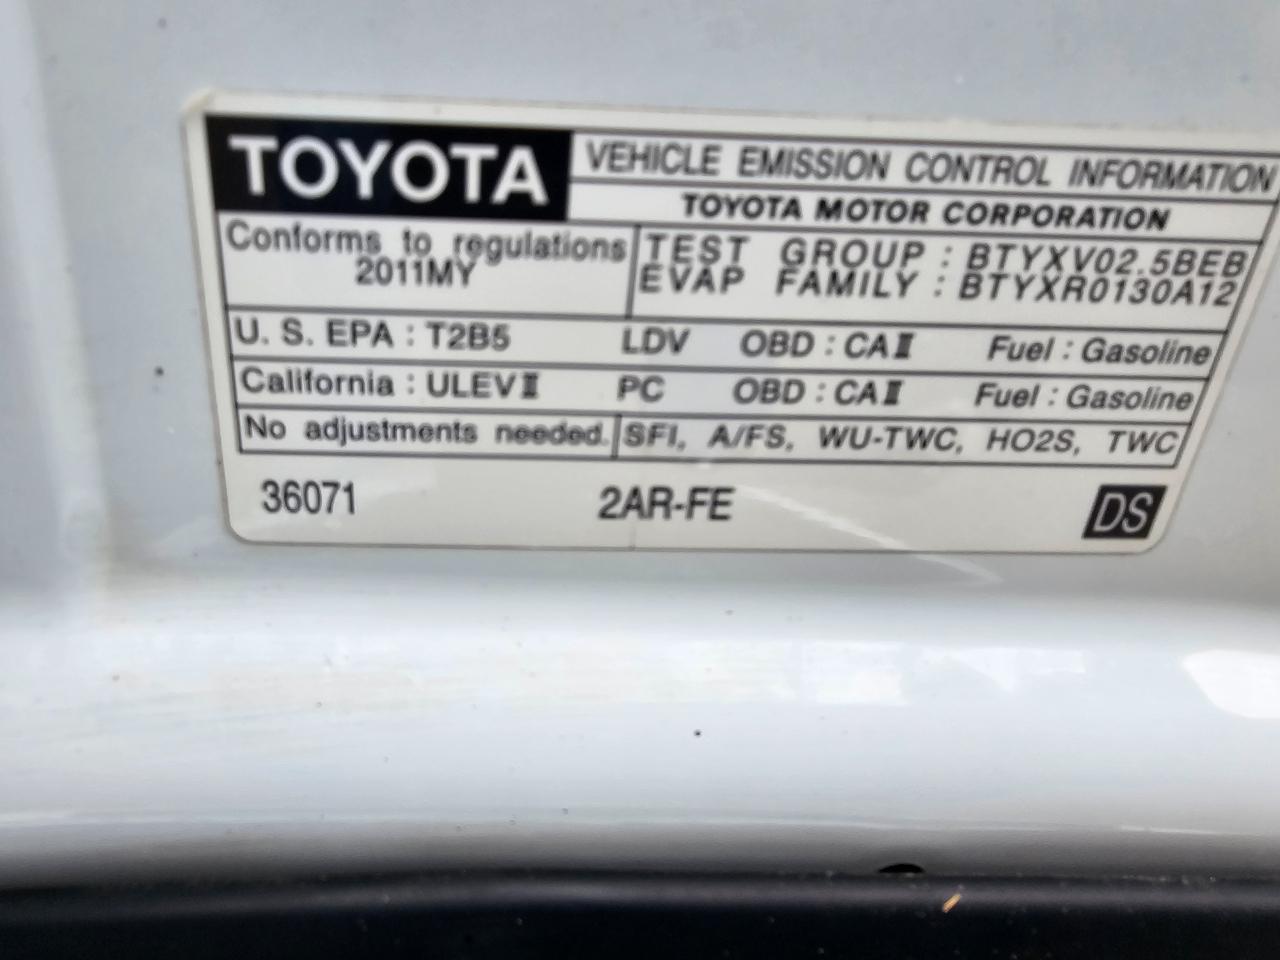 TOYOTA VEHICLE EMISSION CONTROL INFORMATION
TOYOTA MOTOR CORPORATION
Conforms to regulations
2011MY
TEST GROUP : BTYXV02.5BEB
EVAP FAMILY : BTYXR0130A12
U. S. EPA : T2B5 LDV OBD : CAⅡ Fuel : Gasoline
California : ULEVⅡ PC OBD : CAⅡ Fuel : Gasoline
No adjustments needed. SFI, A/FS, WU-TWC, HO2S, TWC
36071 2AR-FE DS